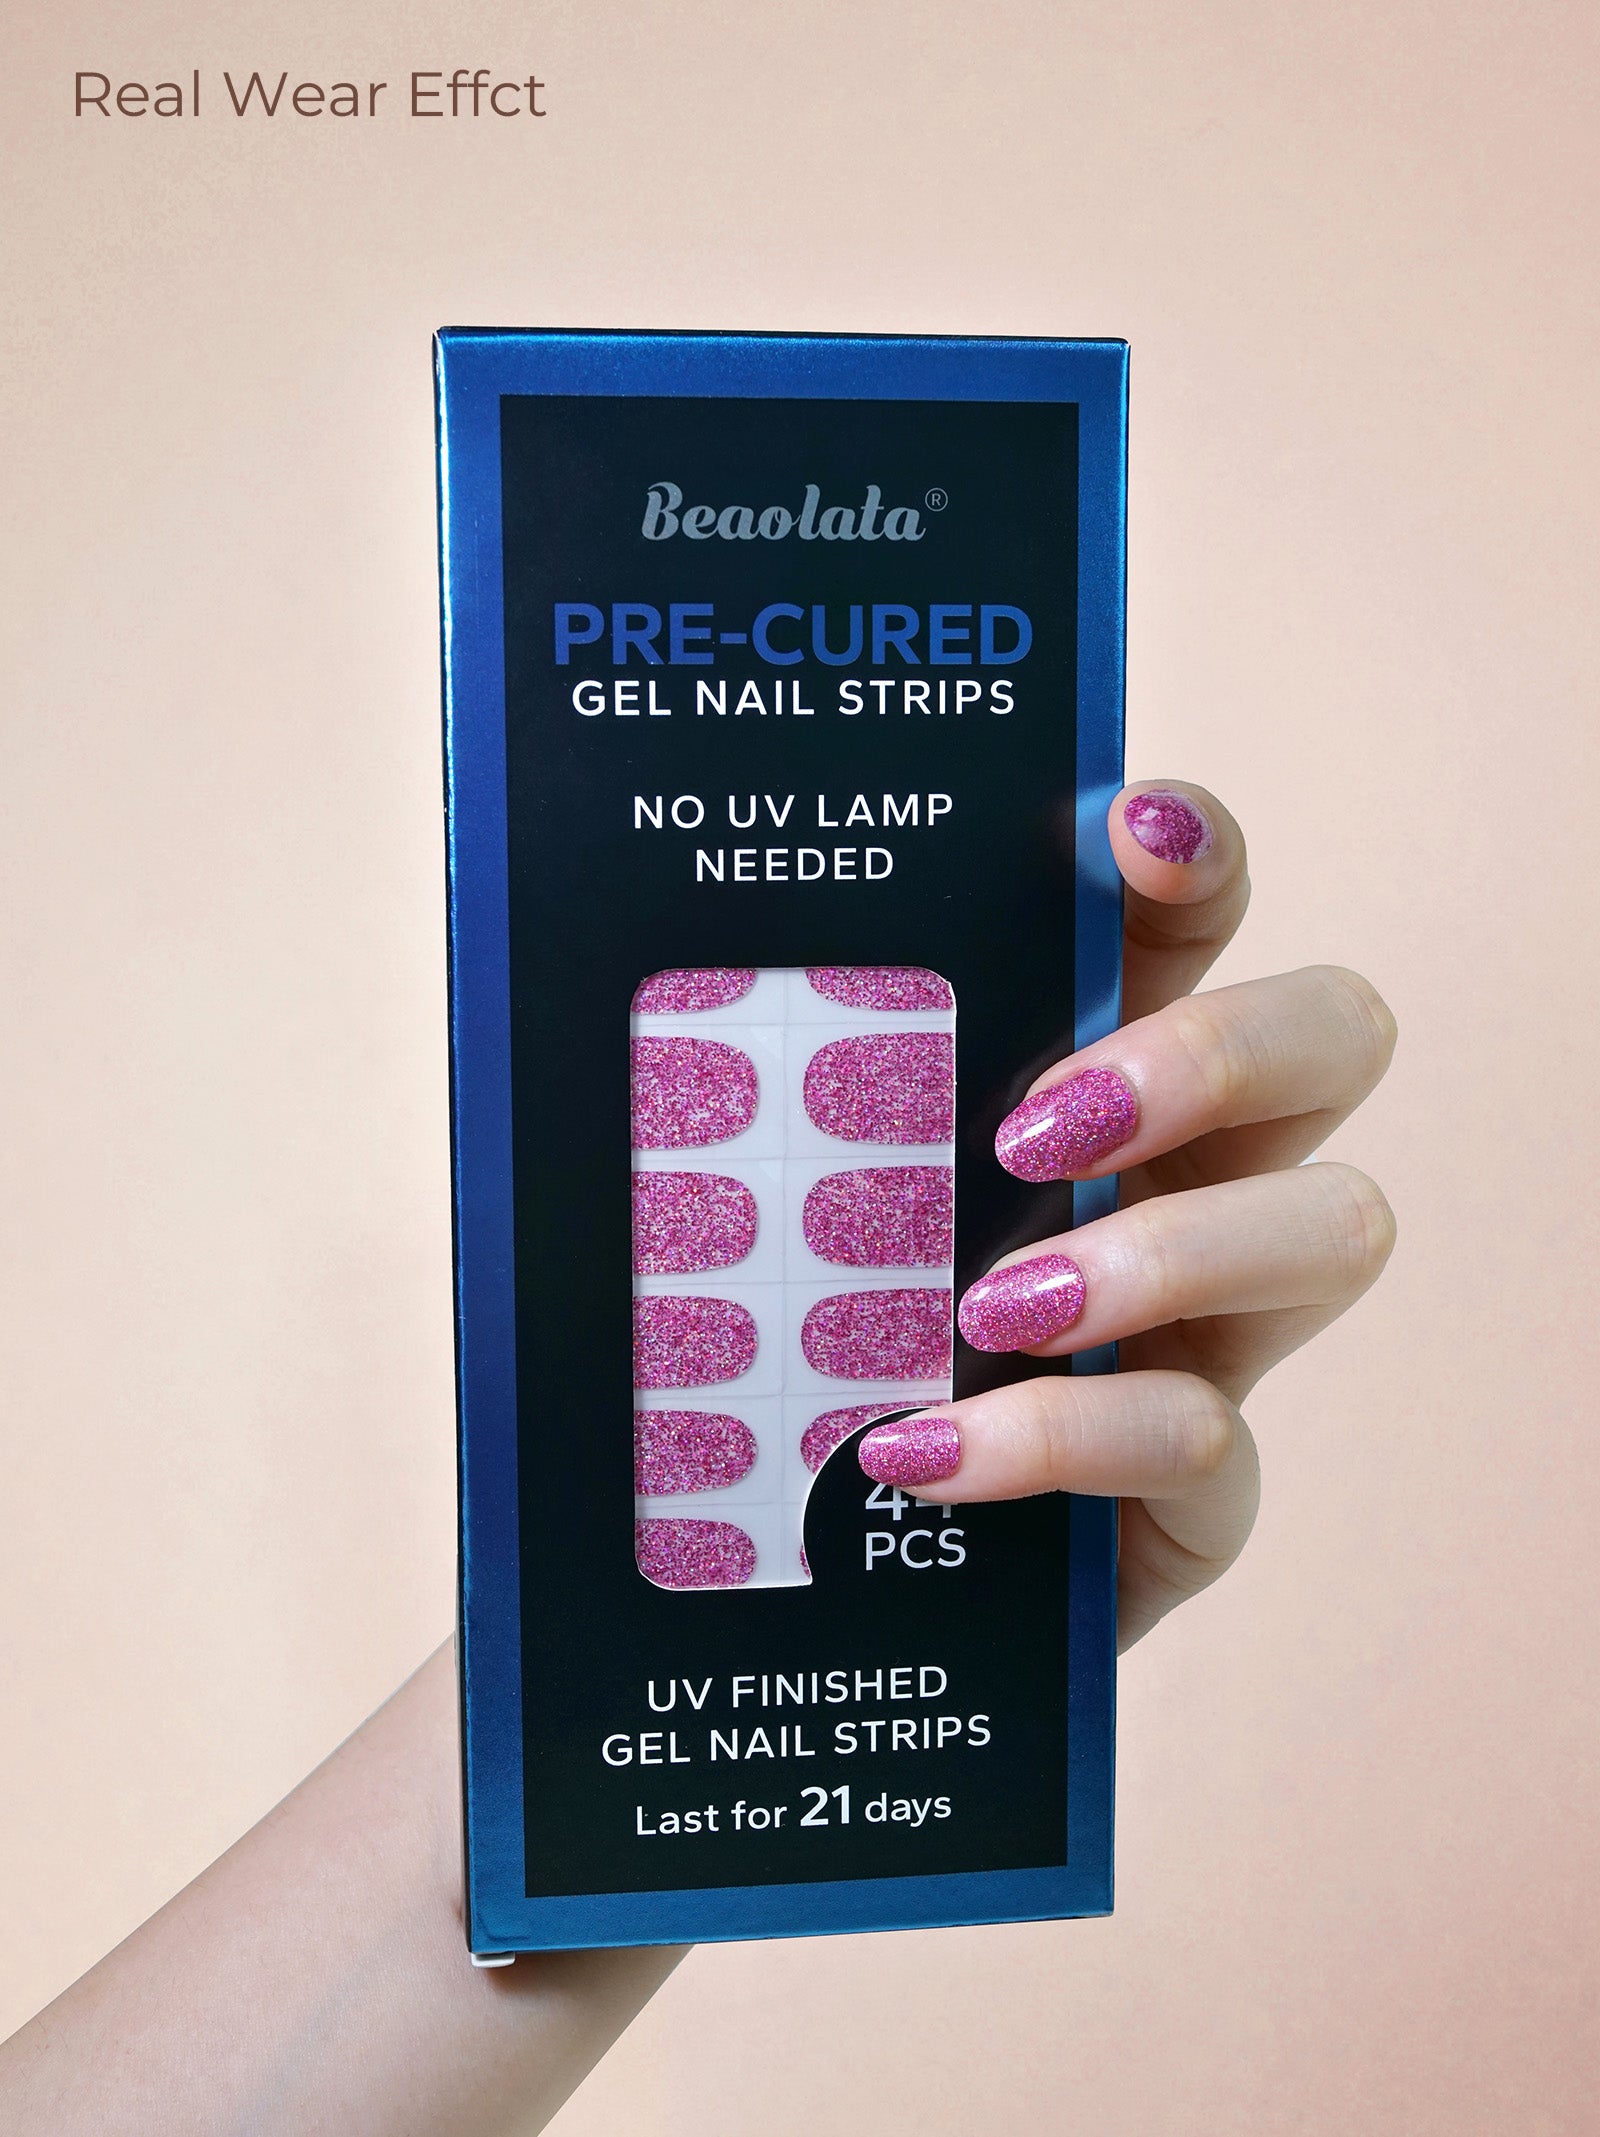 Real Wear Effct
Beaolata®
PRE-CURED
GEL NAIL STRIPS
NO UV LAMP
NEEDED
44
PCS
UV FINISHED
GEL NAIL STRIPS
Last for 21 days